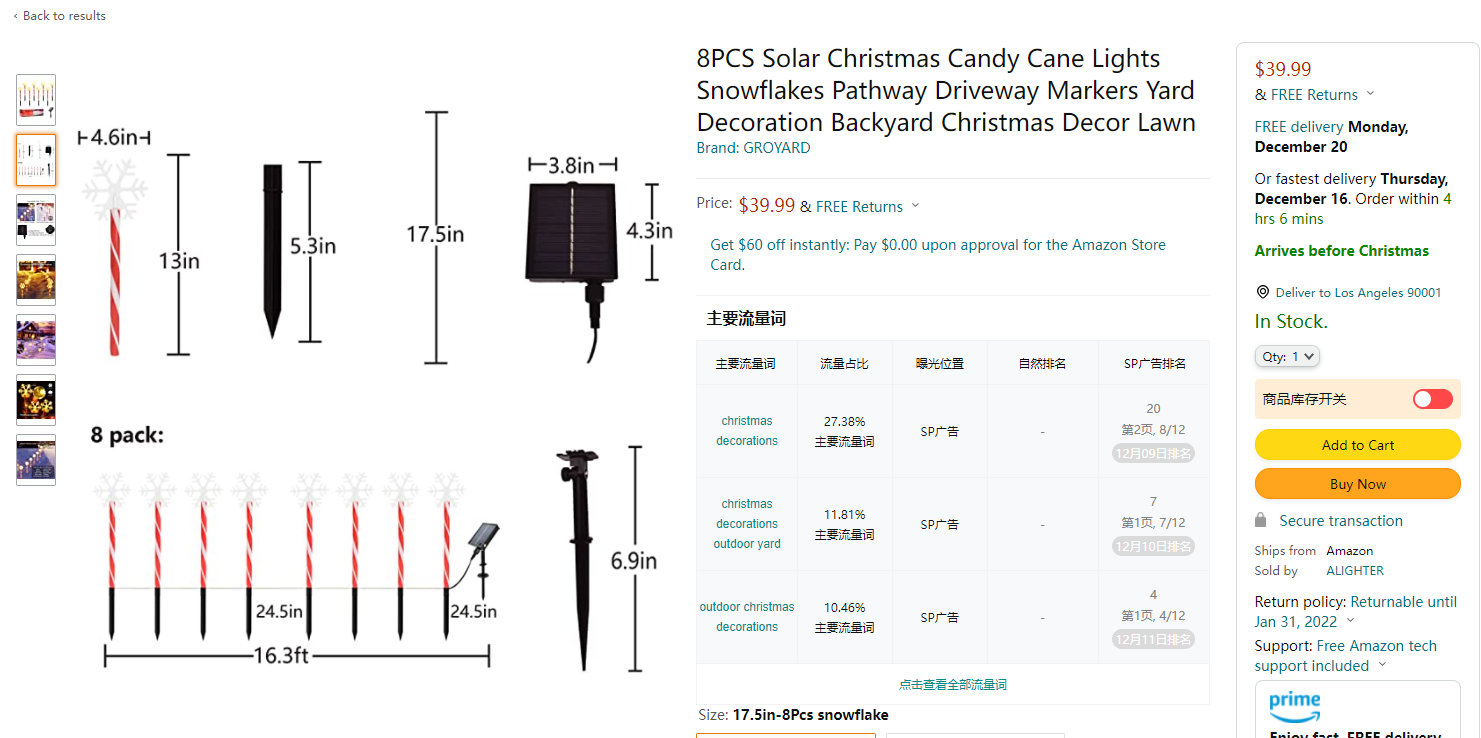 ‹ Back to results
4.6in
13in
5.3in
17.5in
3.8in
4.3in
8 pack:
24.5in
24.5in
16.3ft
6.9in
8PCS Solar Christmas Candy Cane Lights
Snowflakes Pathway Driveway Markers Yard
Decoration Backyard Christmas Decor Lawn
Brand: GROYARD
Price: $39.99 & FREE Returns
Get $60 off instantly: Pay $0.00 upon approval for the Amazon Store
Card.
主要流量词
主要流量词 流量占比 曝光位置 自然排名 SP广告排名
christmas
decorations
27.38%
主要流量词
SP广告
-
20
第2页, 8/12
12月09日排名
christmas
decorations
outdoor yard
11.81%
主要流量词
SP广告
-
7
第1页, 7/12
12月10日排名
outdoor christmas
decorations
10.46%
主要流量词
SP广告
-
4
第1页, 4/12
12月11日排名
点击查看全部流量词
Size: 17.5in-8Pcs snowflake
$39.99
& FREE Returns
FREE delivery Monday,
December 20
Or fastest delivery Thursday,
December 16. Order within 4
hrs 6 mins
Arrives before Christmas
Deliver to Los Angeles 90001
In Stock.
Qty: 1
商品库存开关
Add to Cart
Buy Now
Secure transaction
Ships from Amazon
Sold by ALIGHTER
Return policy: Returnable until
Jan 31, 2022
Support: Free Amazon tech
support included
prime
Enjoy fast, FREE delivery